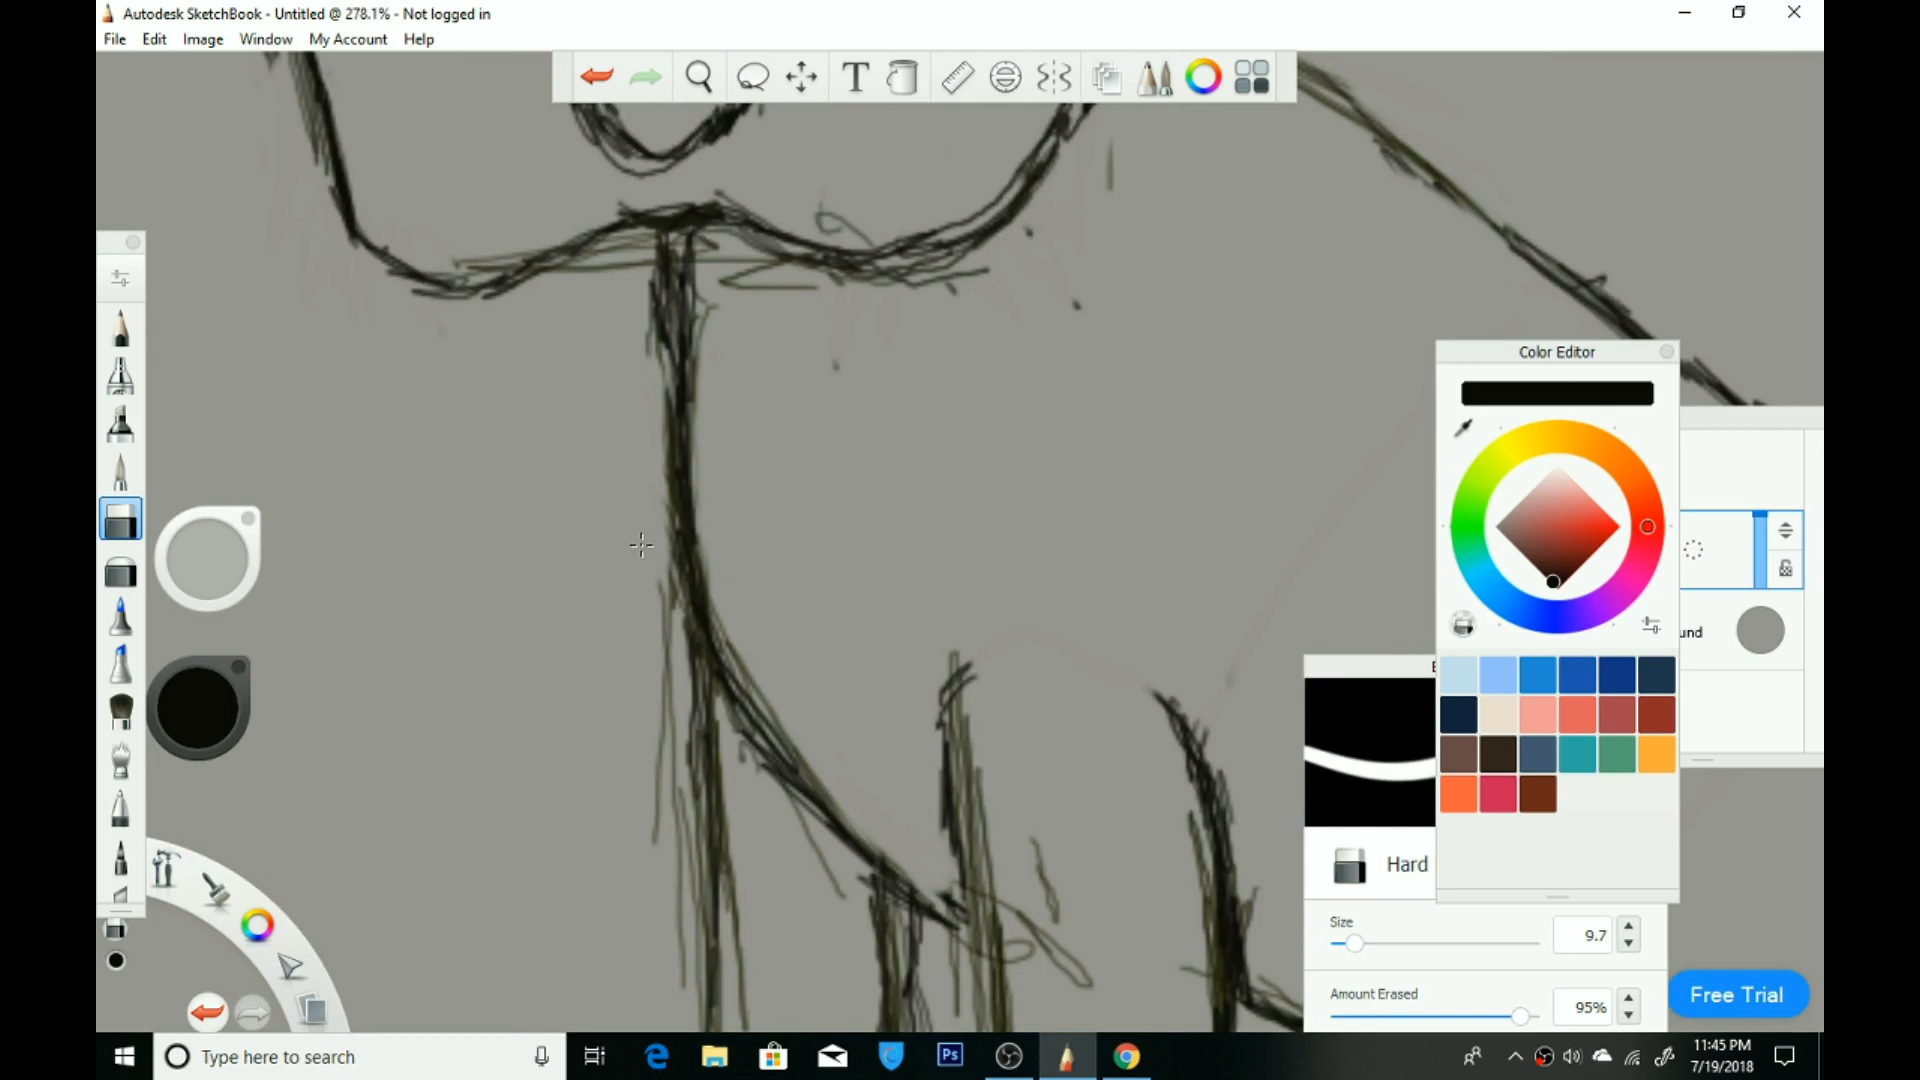 Autodesk SketchBook - Untitled @ 278.1% - Not logged in
File Edit Image Window My Account Help
T
Color Editor
und
Hard
Size
9.7
Amount Erased
95%
Free Trial
Type here to search
Ps
11:45 PM
7/19/2018